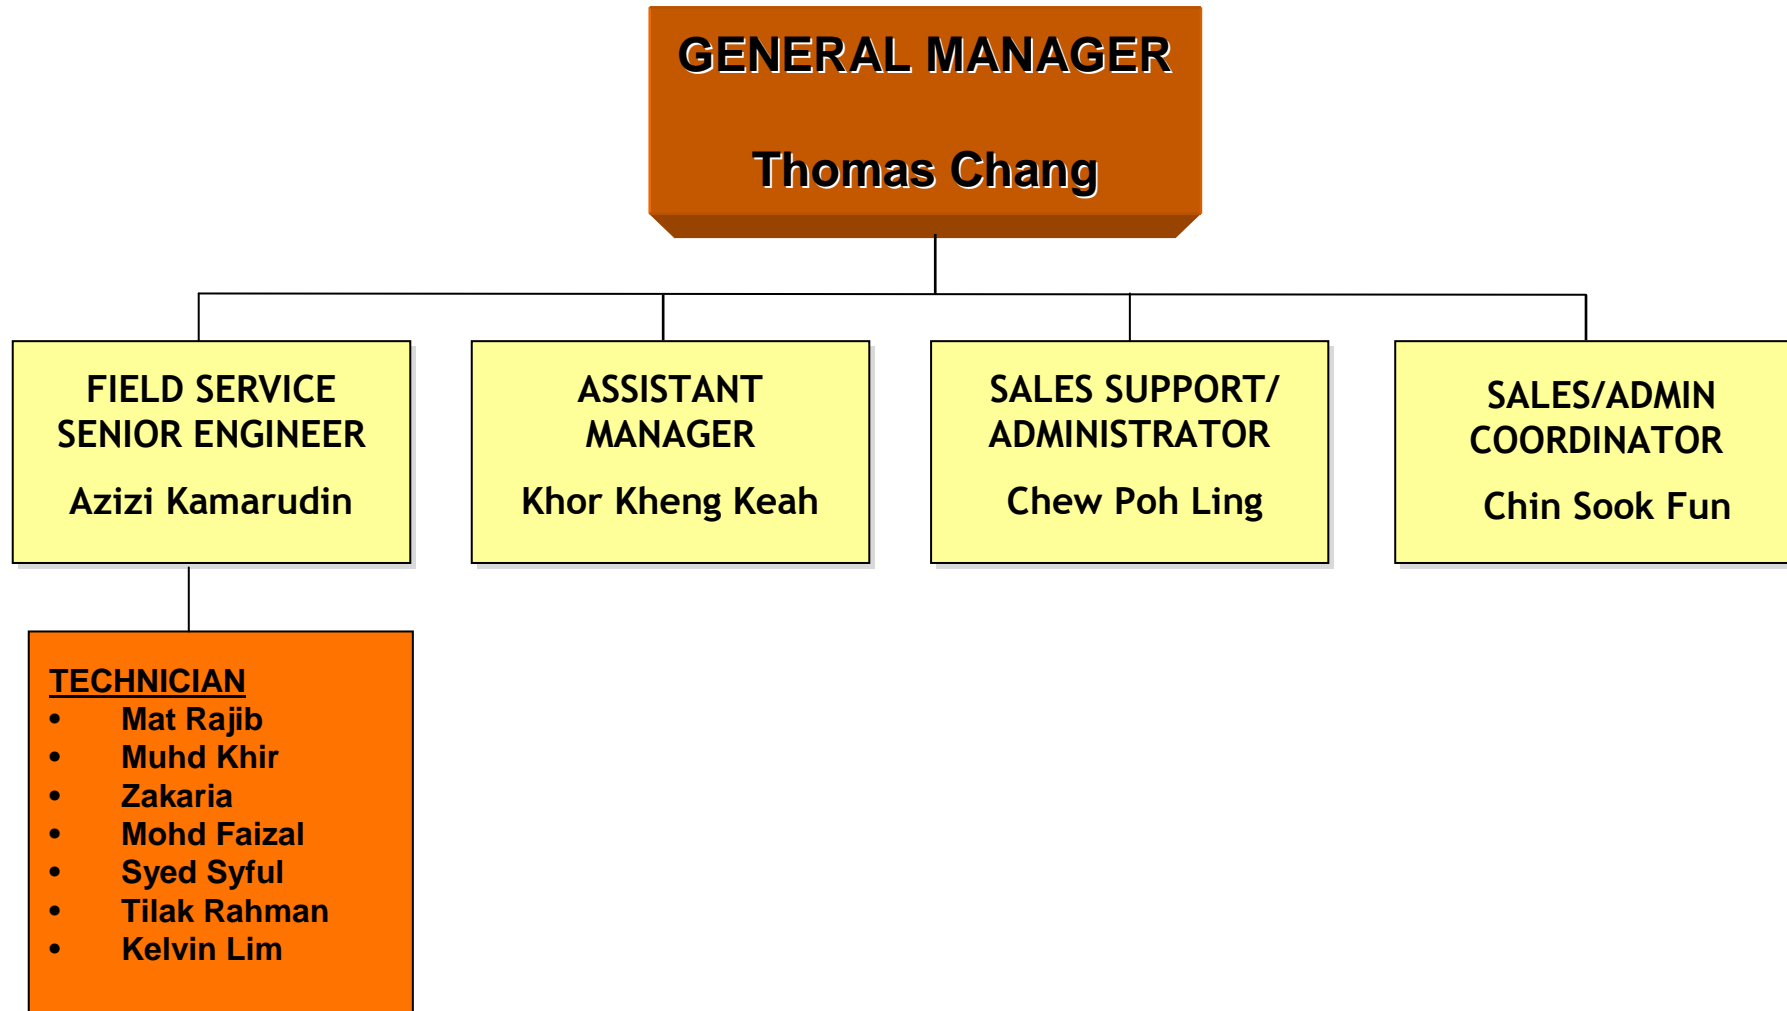 GENERAL MANAGER
Thomas Chang
FIELD SERVICE
SENIOR ENGINEER
Azizi Kamarudin
ASSISTANT
MANAGER
Khor Kheng Keah
SALES SUPPORT/
ADMINISTRATOR
Chew Poh Ling
SALES/ADMIN
COORDINATOR
Chin Sook Fun
TECHNICIAN
• Mat Rajib
• Muhd Khir
• Zakaria
• Mohd Faizal
• Syed Syful
• Tilak Rahman
• Kelvin Lim